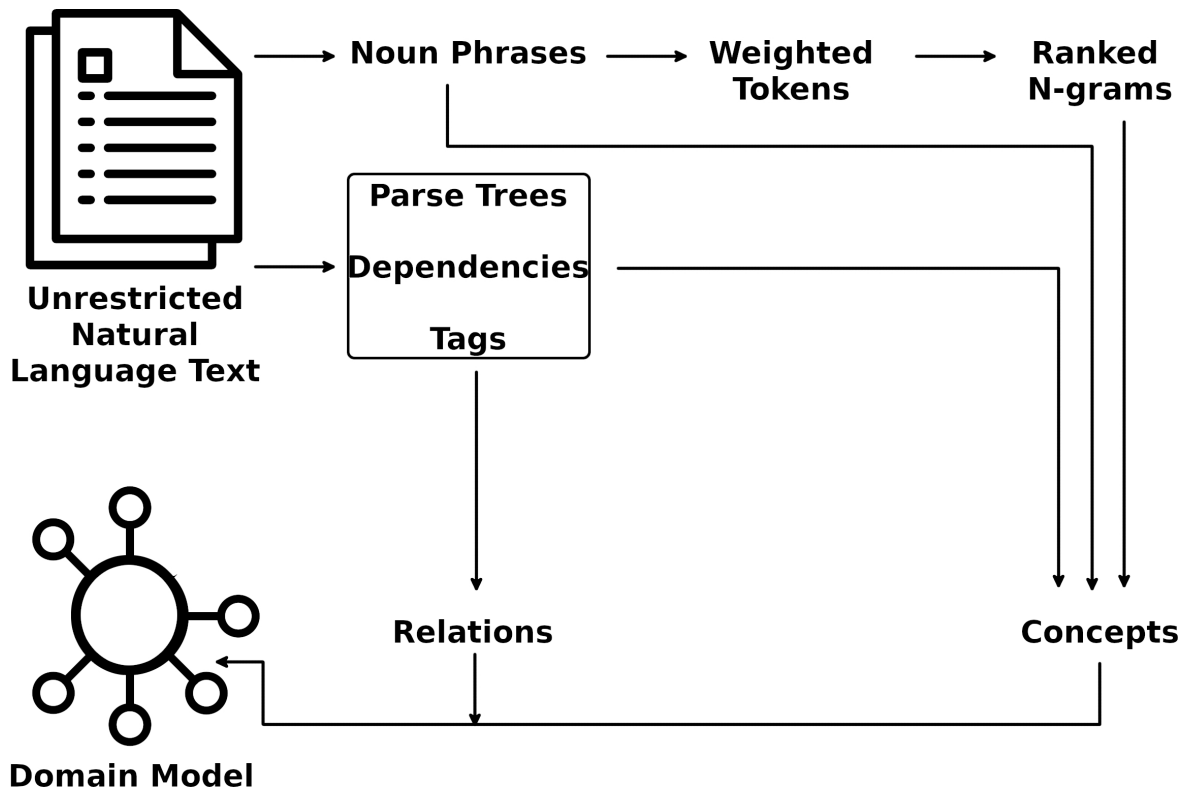 Noun Phrases
Weighted
Tokens
Ranked
N-grams
Parse Trees
Dependencies
Tags
Unrestricted
Natural
Language Text
Relations
Concepts
Domain Model